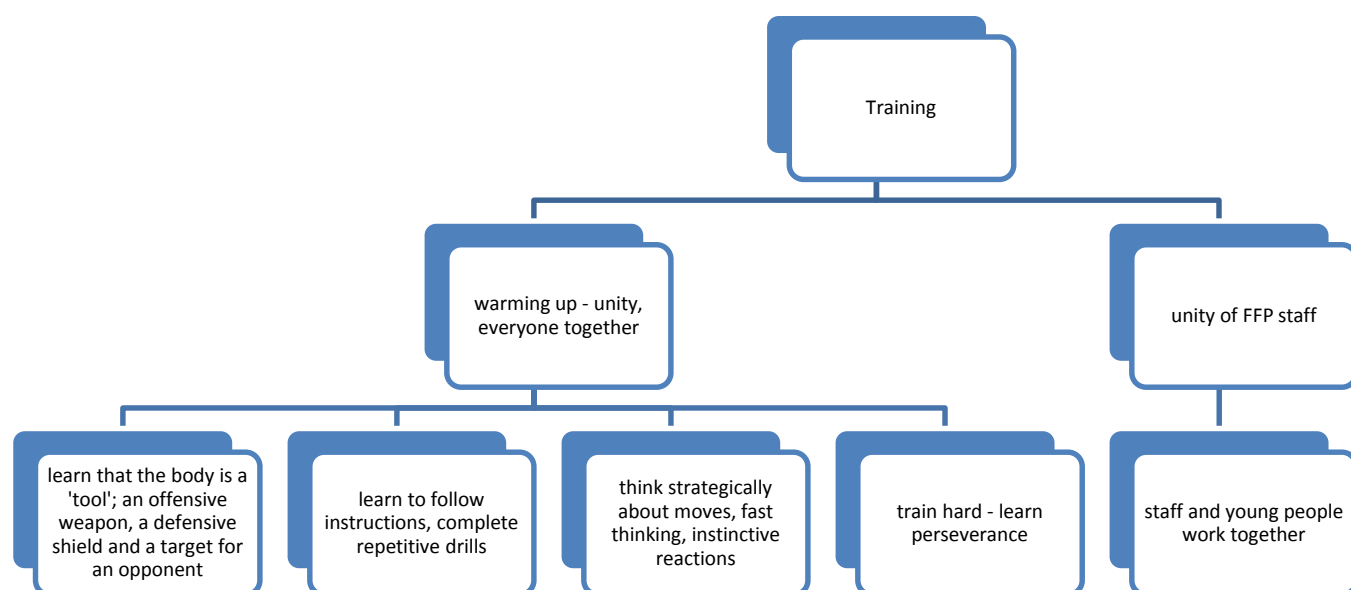 Training
warming up - unity,
everyone together
unity of FFP staff
learn that the body is a
'tool'; an offensive
weapon, a defensive
shield and a target for
an opponent
learn to follow
instructions, complete
repetitive drills
think strategically
about moves, fast
thinking, instinctive
reactions
train hard - learn
perseverance
staff and young people
work together